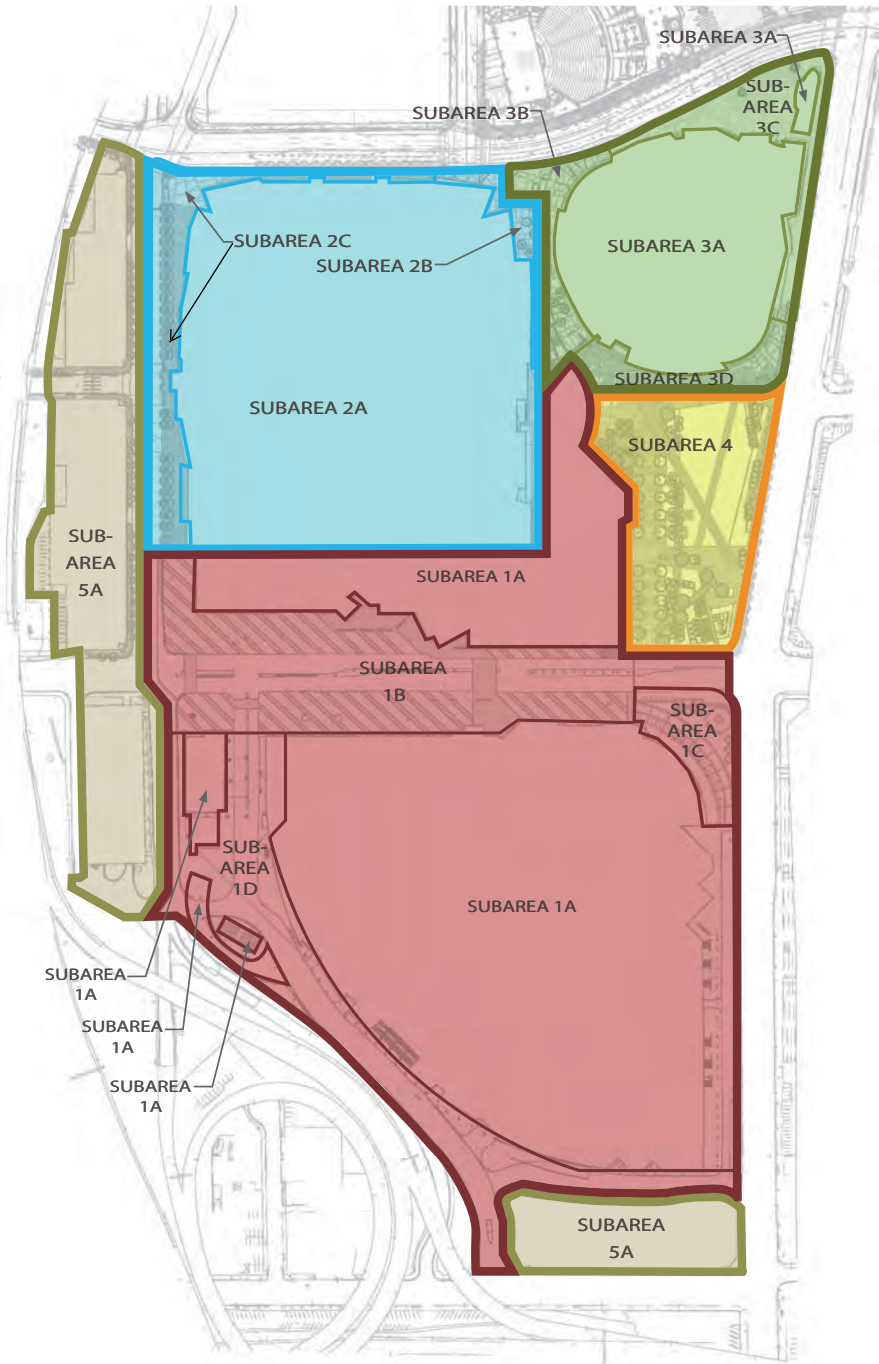 SUBAREA 3A
SUB-
AREA
3C
SUBAREA 3B
SUBAREA 2C
SUBAREA 3A
SUBAREA 2B
SUBAREA 3D
SUBAREA 2A
SUBAREA 4
SUB-
AREA
5A
SUBAREA 1A
SUBAREA
1B
SUB-
AREA
1C
SUB-
AREA
1D
SUBAREA 1A
SUBAREA
1A
SUBAREA
1A
SUBAREA
1A
SUBAREA
5A